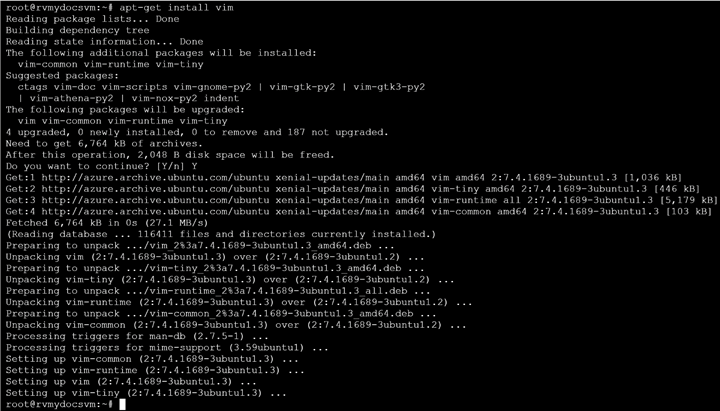 root@rvmydocsvm:~# apt-get install vim
Reading package lists... Done
Building dependency tree
Reading state information... Done
The following additional packages will be installed:
  vim-common vim-runtime vim-tiny
Suggested packages:
  ctags vim-doc vim-scripts vim-gnome-py2 | vim-gtk-py2 | vim-gtk3-py2
  | vim-athena-py2 | vim-nox-py2 indent
The following packages will be upgraded:
  vim vim-common vim-runtime vim-tiny
4 upgraded, 0 newly installed, 0 to remove and 187 not upgraded.
Need to get 6,764 kB of archives.
After this operation, 2,048 B disk space will be freed.
Do you want to continue? [Y/n] Y
Get:1 http://azure.archive.ubuntu.com/ubuntu xenial-updates/main amd64 vim amd64 2:7.4.1689-3ubuntu1.3 [1,036 kB]
Get:2 http://azure.archive.ubuntu.com/ubuntu xenial-updates/main amd64 vim-tiny amd64 2:7.4.1689-3ubuntu1.3 [446 kB]
Get:3 http://azure.archive.ubuntu.com/ubuntu xenial-updates/main amd64 vim-runtime all 2:7.4.1689-3ubuntu1.3 [5,179 kB]
Get:4 http://azure.archive.ubuntu.com/ubuntu xenial-updates/main amd64 vim-common amd64 2:7.4.1689-3ubuntu1.3 [103 kB]
Fetched 6,764 kB in 0s (27.1 MB/s)
(Reading database ... 116411 files and directories currently installed.)
Preparing to unpack .../vim_2%3a7.4.1689-3ubuntu1.3_amd64.deb ...
Unpacking vim (2:7.4.1689-3ubuntu1.3) over (2:7.4.1689-3ubuntu1.2) ...
Preparing to unpack .../vim-tiny_2%3a7.4.1689-3ubuntu1.3_amd64.deb ...
Unpacking vim-tiny (2:7.4.1689-3ubuntu1.3) over (2:7.4.1689-3ubuntu1.2) ...
Preparing to unpack .../vim-runtime_2%3a7.4.1689-3ubuntu1.3_all.deb ...
Unpacking vim-runtime (2:7.4.1689-3ubuntu1.3) over (2:7.4.1689-3ubuntu1.2) ...
Preparing to unpack .../vim-common_2%3a7.4.1689-3ubuntu1.3_amd64.deb ...
Unpacking vim-common (2:7.4.1689-3ubuntu1.3) over (2:7.4.1689-3ubuntu1.2) ...
Processing triggers for man-db (2.7.5-1) ...
Processing triggers for mime-support (3.59ubuntu1) ...
Setting up vim-common (2:7.4.1689-3ubuntu1.3) ...
Setting up vim-runtime (2:7.4.1689-3ubuntu1.3) ...
Setting up vim (2:7.4.1689-3ubuntu1.3) ...
Setting up vim-tiny (2:7.4.1689-3ubuntu1.3) ...
root@rvmydocsvm:~#